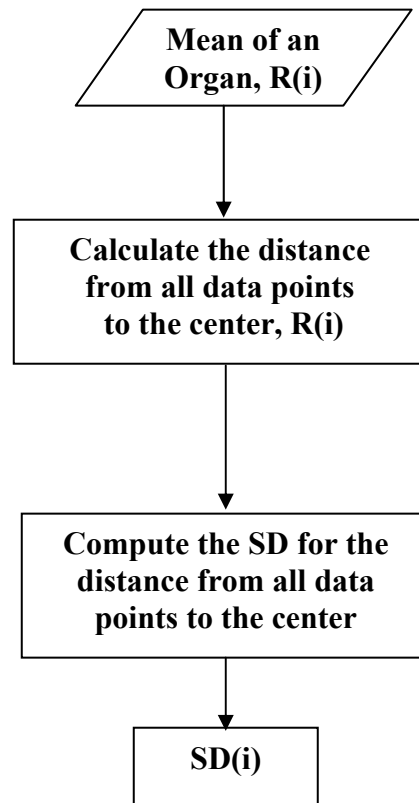 Mean of an
Organ, R(i)
Calculate the distance
from all data points
to the center, R(i)
Compute the SD for the
distance from all data
points to the center
SD(i)